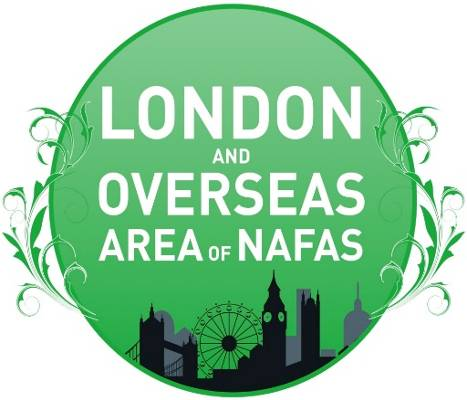 LONDON
AND
OVERSEAS
AREA OF NAFAS